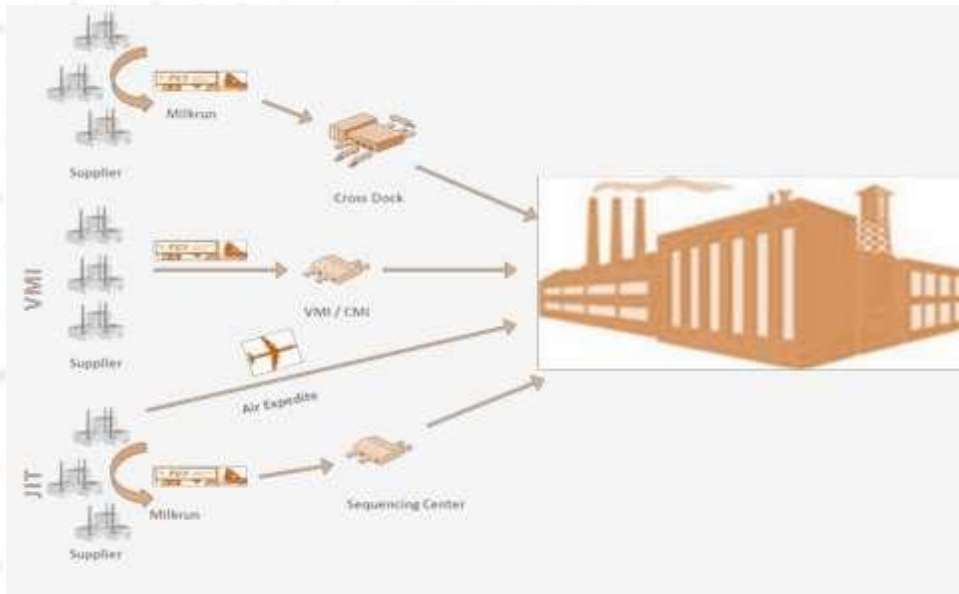 Milkrun
Supplier
Cross Dock
VMI
VMI / CMI
Supplier
Air Expedite
JIT
Milkrun
Sequencing Center
Supplier